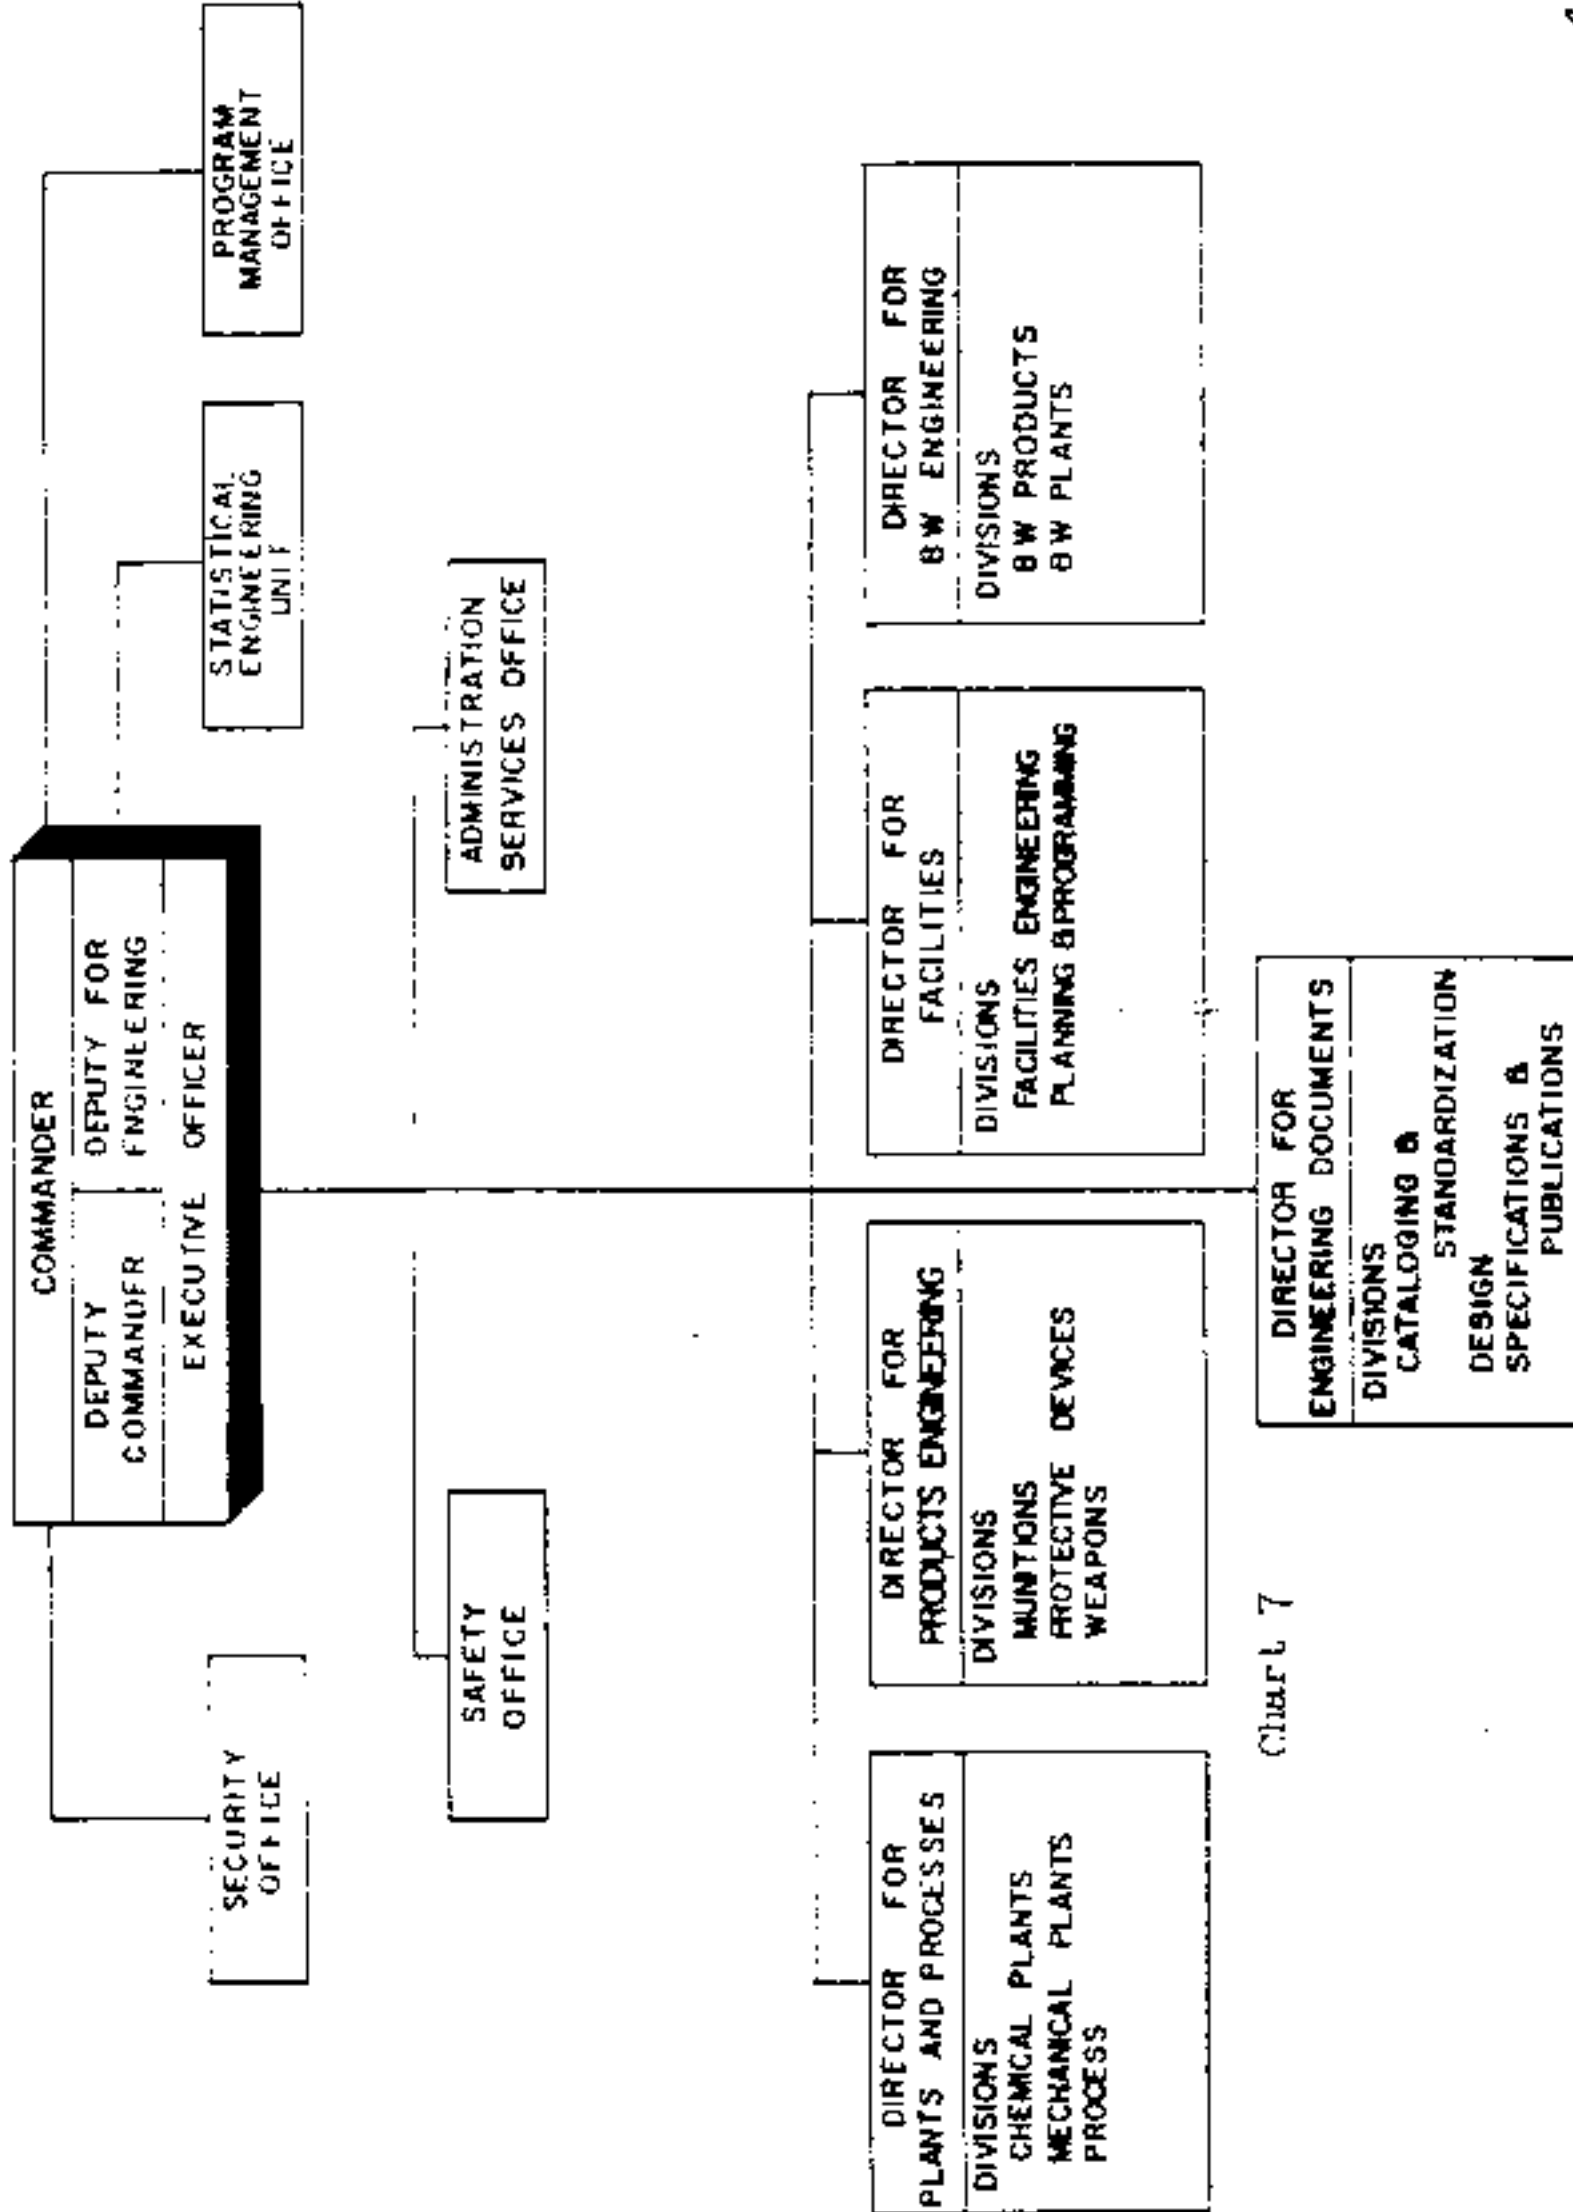 COMMANDER
DEPUTY
COMMANDER
DEPUTY FOR
ENGINEERING
EXECUTIVE OFFICER
SECURITY
OFFICE
STATISTICAL
ENGINEERING
UNIT
PROGRAM
MANAGEMENT
OFFICE
SAFETY
OFFICE
ADMINISTRATION
SERVICES OFFICE
DIRECTOR FOR
PLANTS AND PROCESSES
DIVISIONS
CHEMICAL PLANTS
MECHANICAL PLANTS
PROCESS
DIRECTOR FOR
PRODUCTS ENGINEERING
DIVISIONS
MUNITIONS
PROTECTIVE DEVICES
WEAPONS
DIRECTOR FOR
FACILITIES
DIVISIONS
FACILITIES ENGINEERING
PLANNING & PROGRAMMING
DIRECTOR FOR
BW ENGINEERING
DIVISIONS
BW PRODUCTS
BW PLANTS
Chart 7
DIRECTOR FOR
ENGINEERING DOCUMENTS
DIVISIONS
CATALOGING &
STANDARDIZATION
DESIGN
SPECIFICATIONS &
PUBLICATIONS